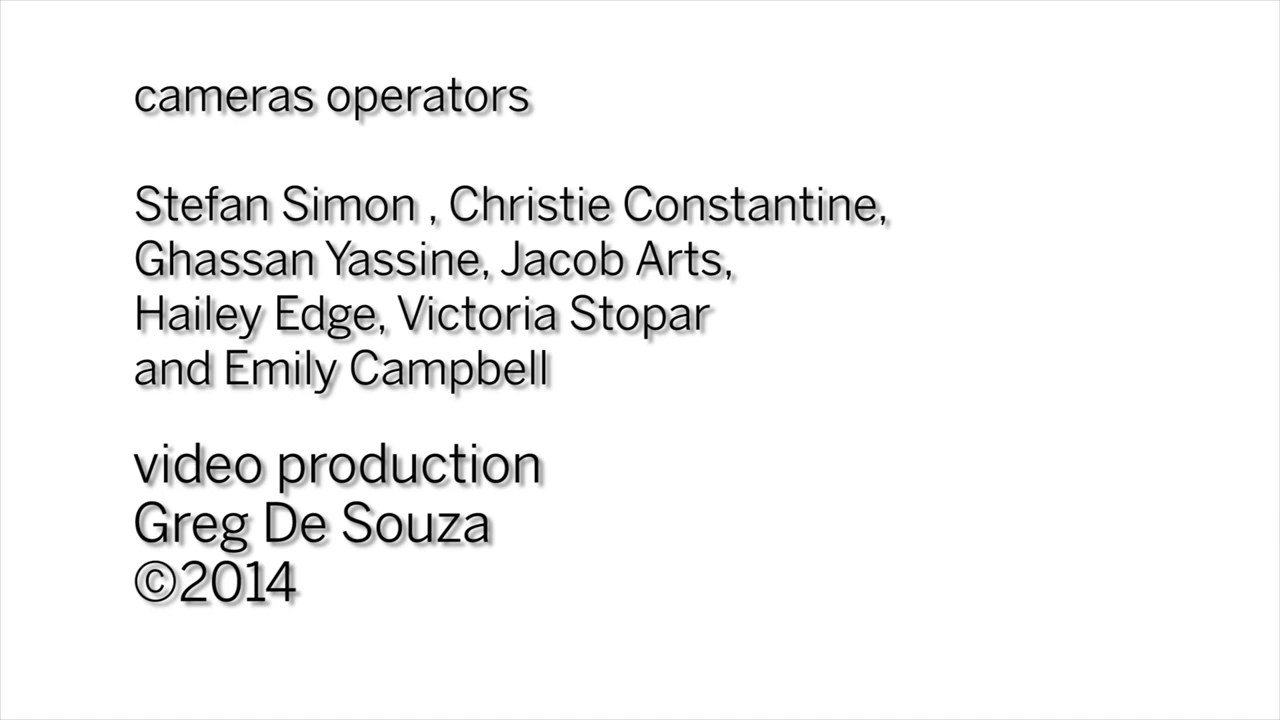 cameras operators
Stefan Simon , Christie Constantine,
Ghassan Yassine, Jacob Arts,
Hailey Edge, Victoria Stopar
and Emily Campbell
video production
Greg De Souza
©2014